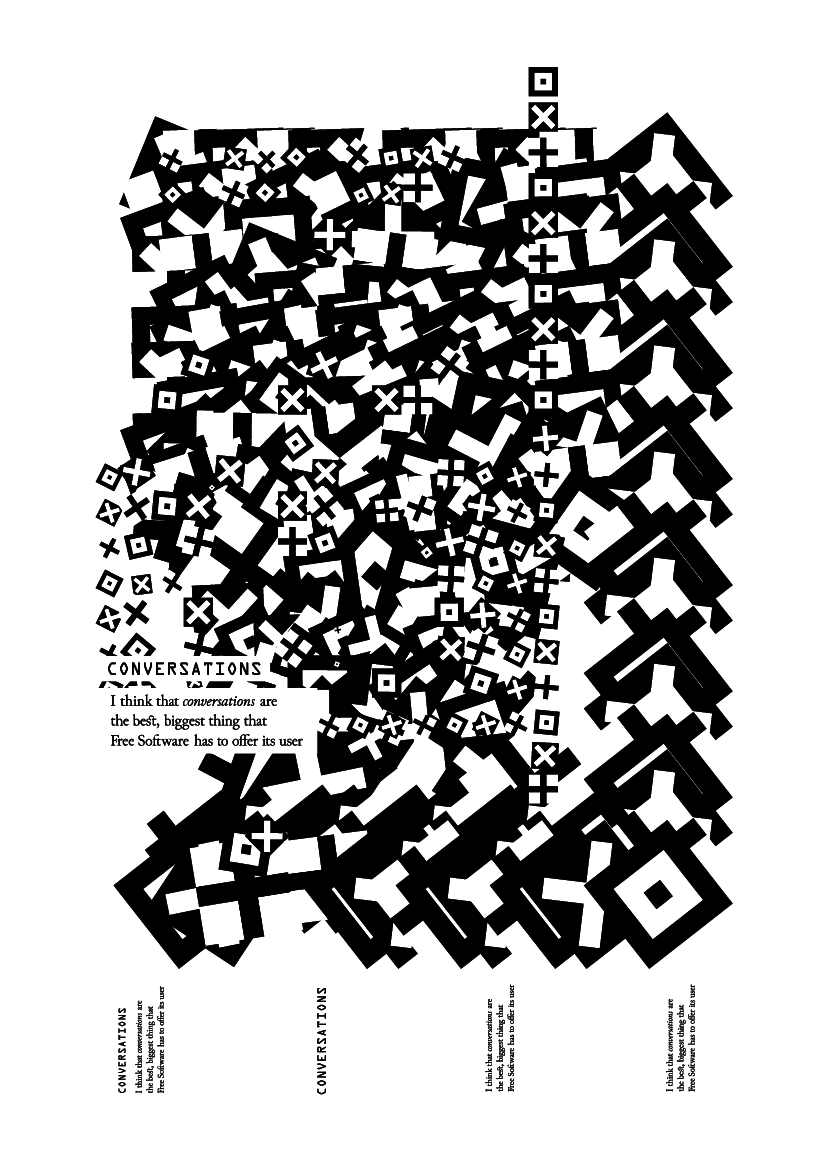 CONVERSATIONS
I think that conversations are
the best, biggest thing that
Free Software has to offer its user
CONVERSATIONS
I think that conversations are
the best, biggest thing that
Free Software has to offer its user
CONVERSATIONS
I think that conversations are
the best, biggest thing that
Free Software has to offer its user
I think that conversations are
the best, biggest thing that
Free Software has to offer its user